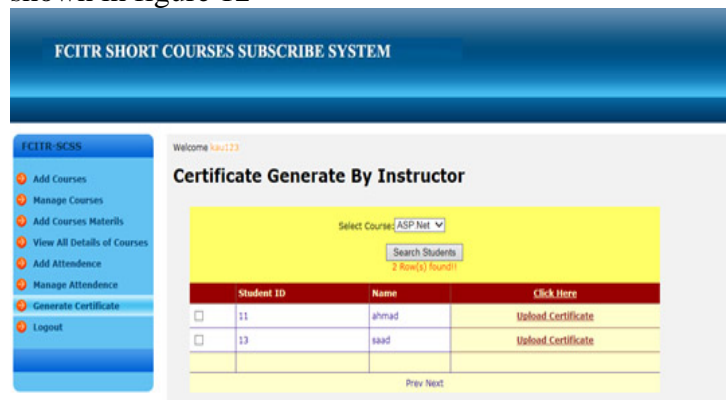 shown in figure 12
FCITR SHORT COURSES SUBSCRIBE SYSTEM
FCITR-SCSS
Add Courses
Manage Courses
Add Courses Materils
View All Details of Courses
Add Attendence
Manage Attendence
Generate Certificate
Logout
Welcome kau123
Certificate Generate By Instructor
Select Course: ASP.Net
Search Students
2 Row(s) found!!
Student ID Name Click Here
11 ahmad Upload Certificate
13 saad Upload Certificate
Prev Next